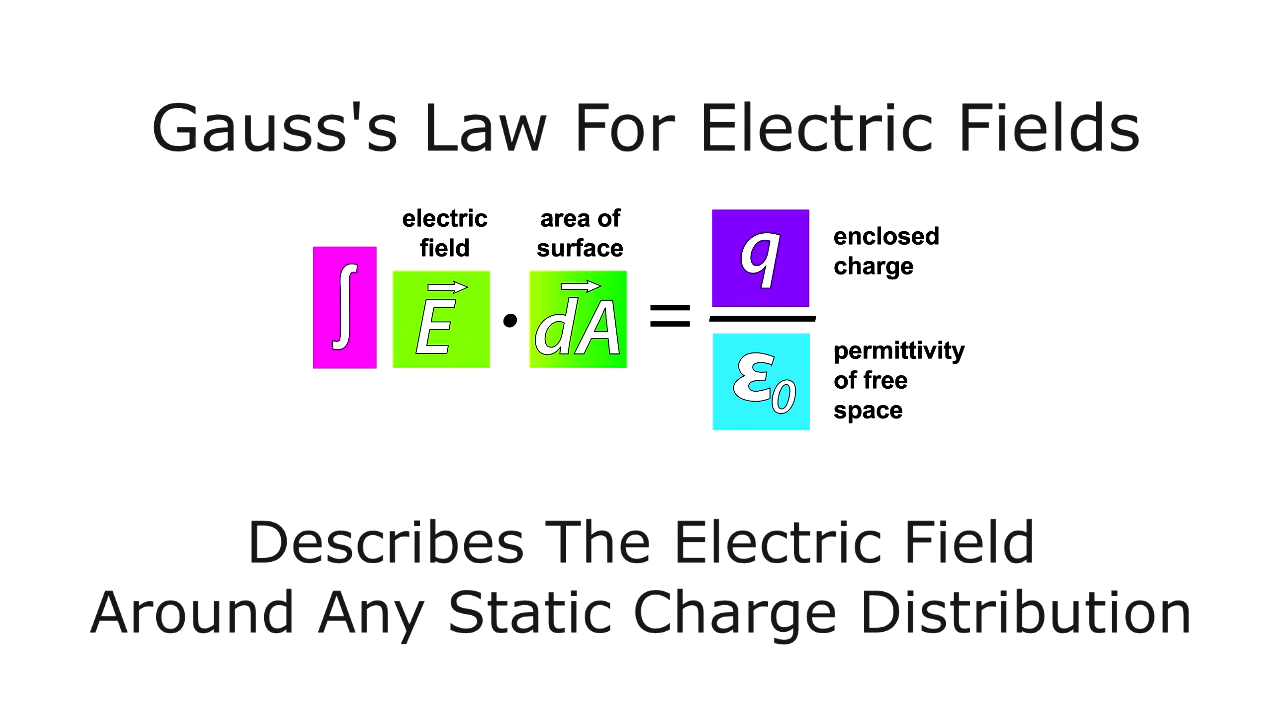 Gauss's Law For Electric Fields
electric
field
area of
surface
∫ E⃗ • dA⃗ = q / ε₀
enclosed
charge
permittivity
of free
space
Describes The Electric Field
Around Any Static Charge Distribution